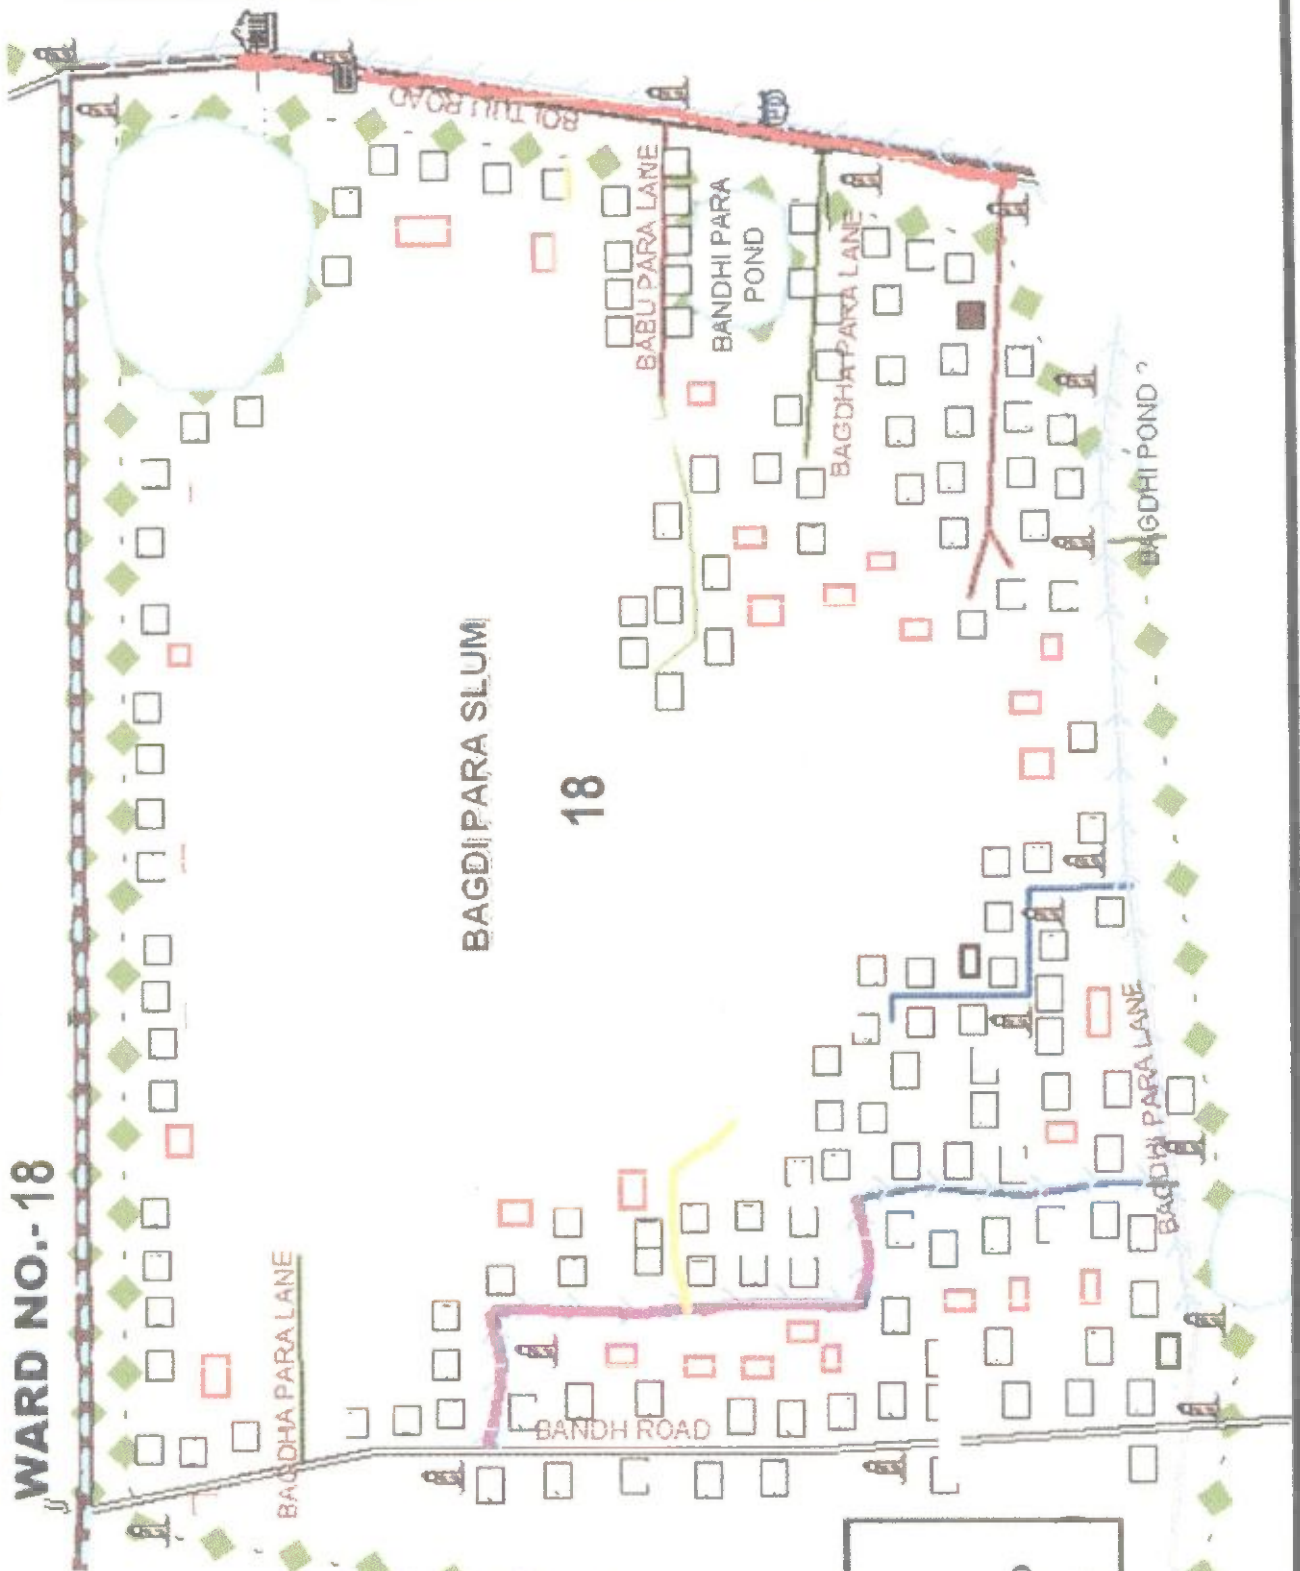 WARD NO.- 18
BOLTULI ROAD
BABU PARA LANE
BANDHI PARA
POND
BAGDHA PARA LANE
BAGDHI POND ?
BAGDI PARA SLUM
18
BAGDHI PARA LANE
BAGDHA PARA LANE
BANDH ROAD